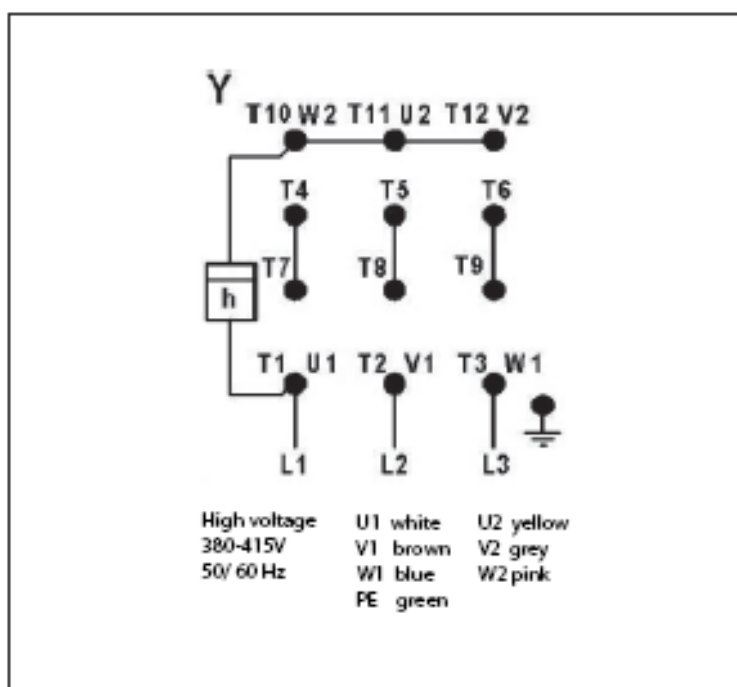 Y
T10 W2 T11 U2 T12 V2
T4 T5 T6
T7 T8 T9
h
T1 U1 T2 V1 T3 W1
L1 L2 L3
High voltage
380-415V
50/ 60 Hz
U1 white
V1 brown
W1 blue
PE green
U2 yellow
V2 grey
W2 pink